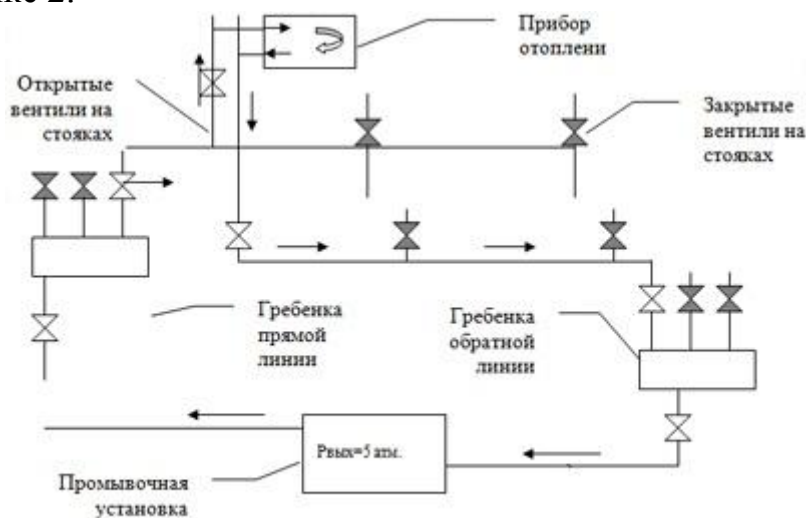 Прибор
отоплени
Открытые
вентили на
стояках
Закрытые
вентили на
стояках
Гребенка
прямой
линии
Гребенка
обратной
линии
Рвых=5 атм.
Промывочная
установка